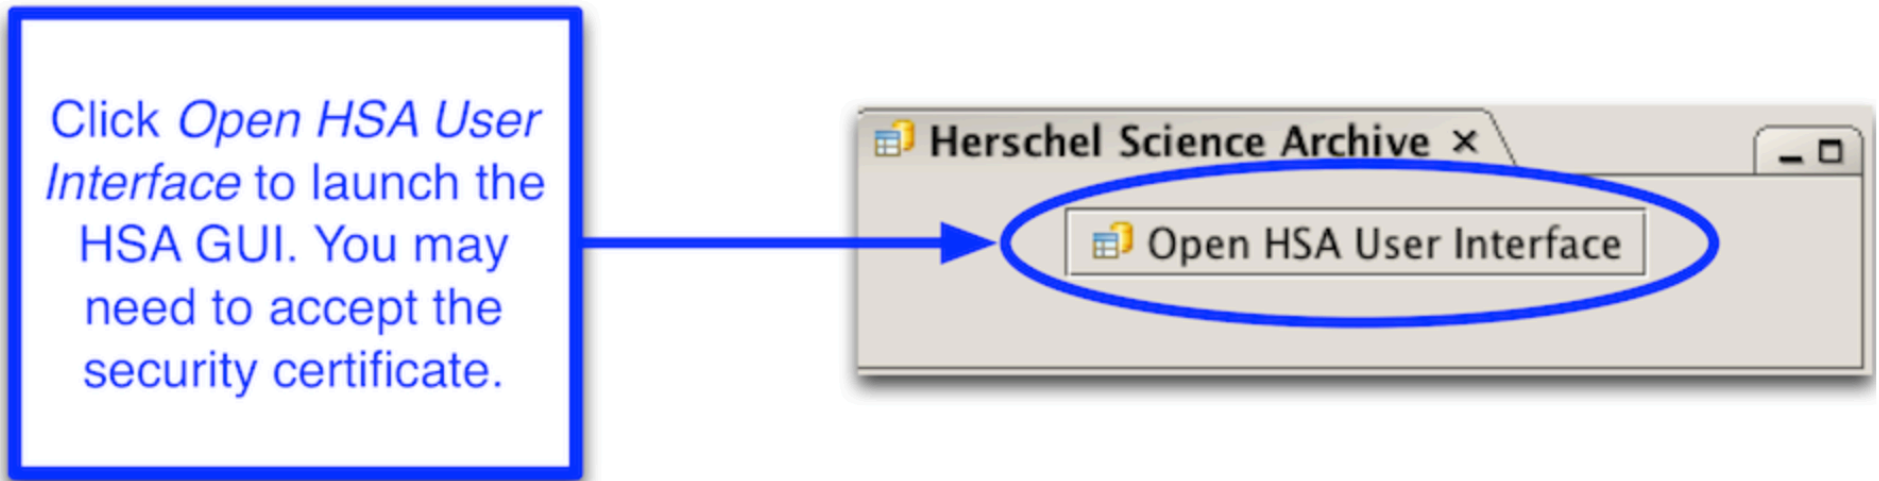 Click Open HSA User
Interface to launch the
HSA GUI. You may
need to accept the
security certificate.
Herschel Science Archive
Open HSA User Interface